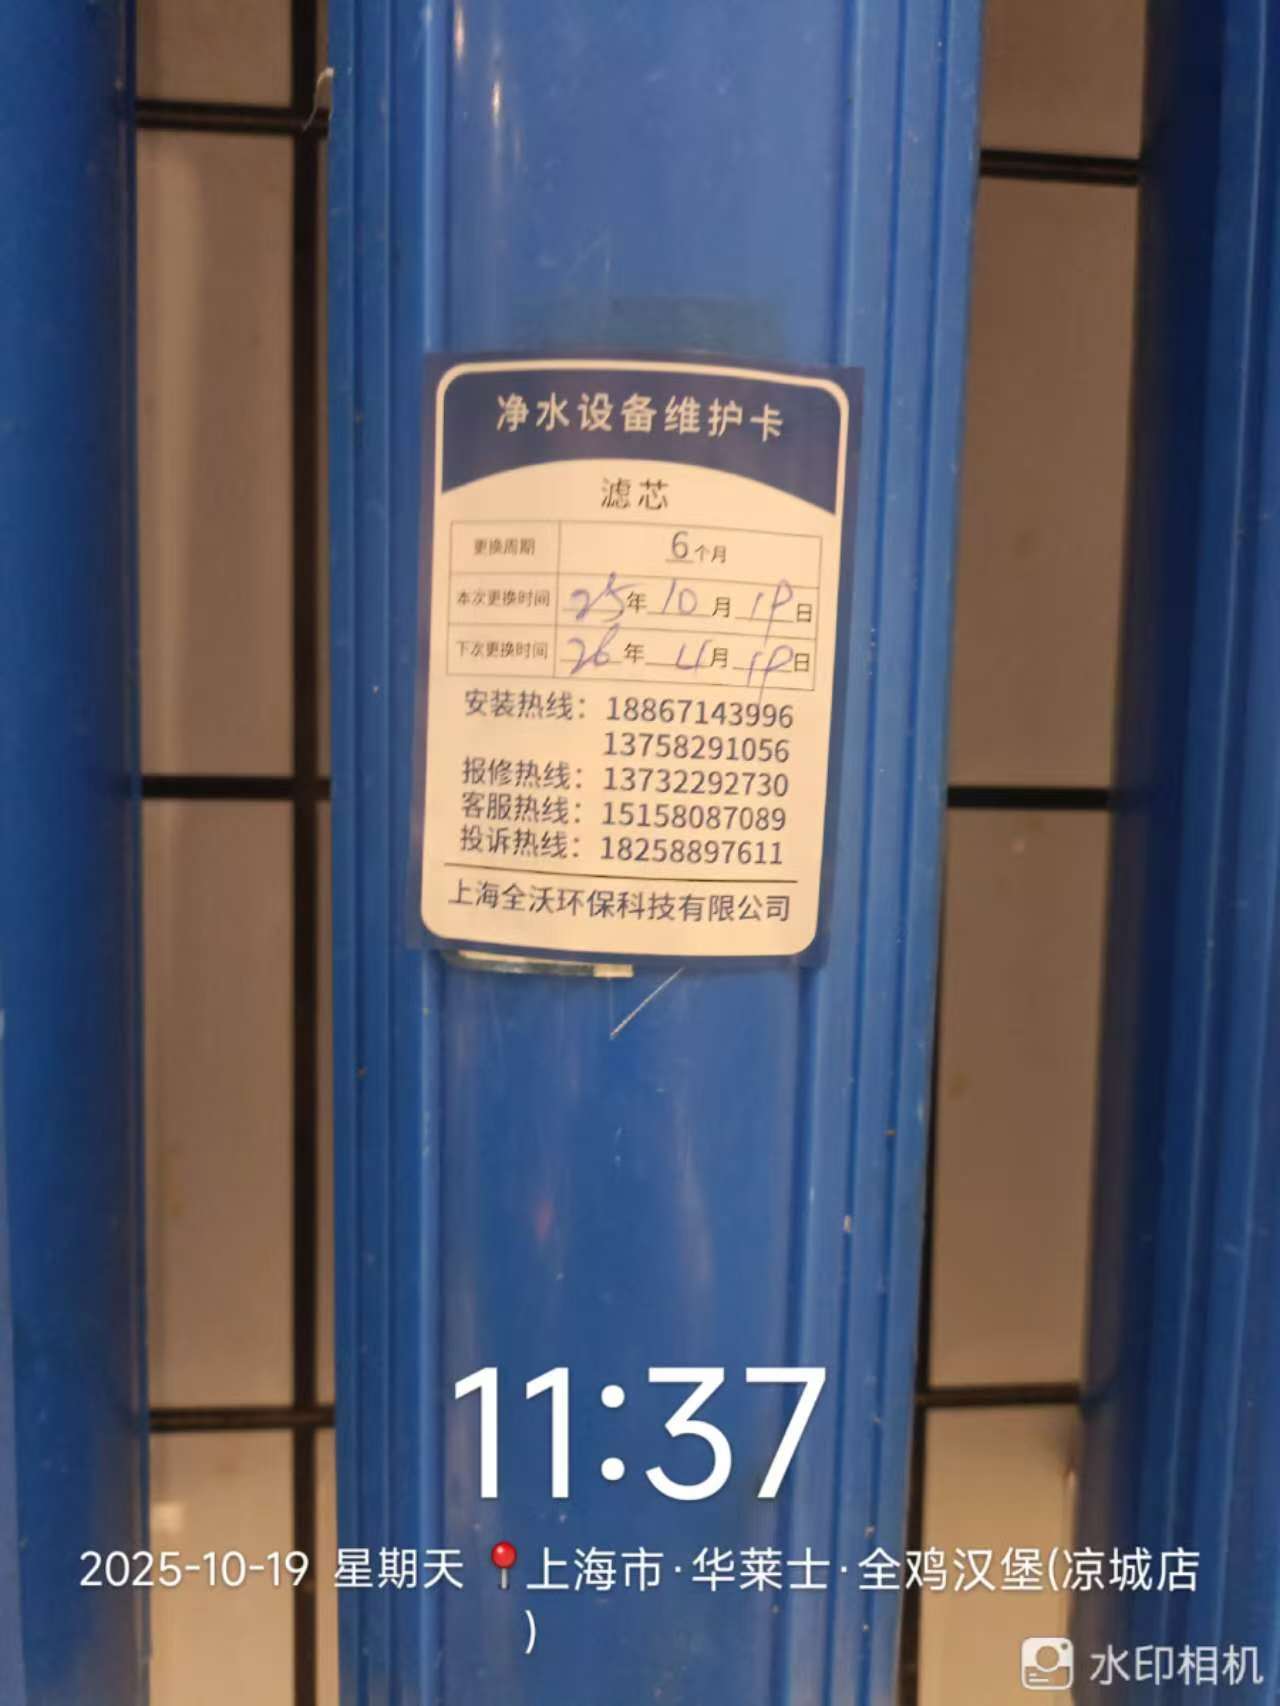 净水设备维护卡
滤芯
更换周期 6个月
本次更换时间 25年10月19日
下次更换时间 26年4月19日
安装热线：18867143996
13758291056
报修热线：13732292730
客服热线：15158087089
投诉热线：18258897611
上海全沃环保科技有限公司
11:37
2025-10-19 星期天 上海市·华莱士·全鸡汉堡(凉城店
)
水印相机